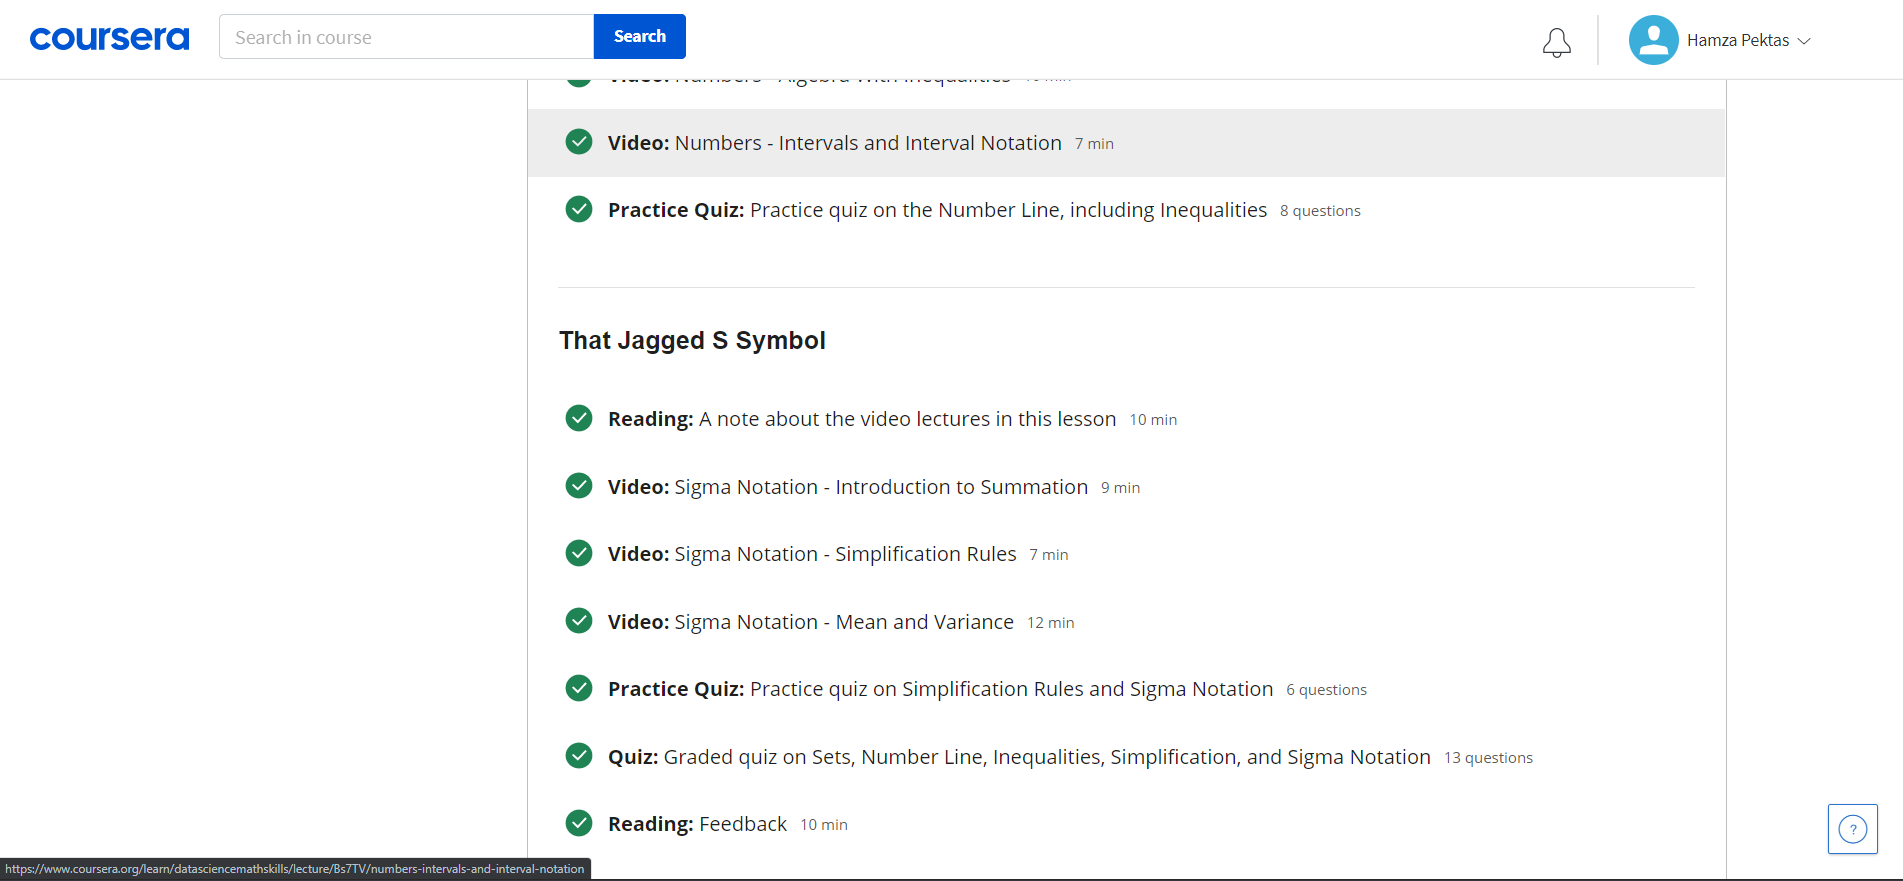 coursera
Search in course
Search
Hamza Pektas
Video: Numbers - Algebra With Inequalities
Video: Numbers - Intervals and Interval Notation 7 min
Practice Quiz: Practice quiz on the Number Line, including Inequalities 8 questions
That Jagged S Symbol
Reading: A note about the video lectures in this lesson 10 min
Video: Sigma Notation - Introduction to Summation 9 min
Video: Sigma Notation - Simplification Rules 7 min
Video: Sigma Notation - Mean and Variance 12 min
Practice Quiz: Practice quiz on Simplification Rules and Sigma Notation 6 questions
Quiz: Graded quiz on Sets, Number Line, Inequalities, Simplification, and Sigma Notation 13 questions
Reading: Feedback 10 min
?
https://www.coursera.org/learn/datasciencemathskills/lecture/Bs7TV/numbers-intervals-and-interval-notation